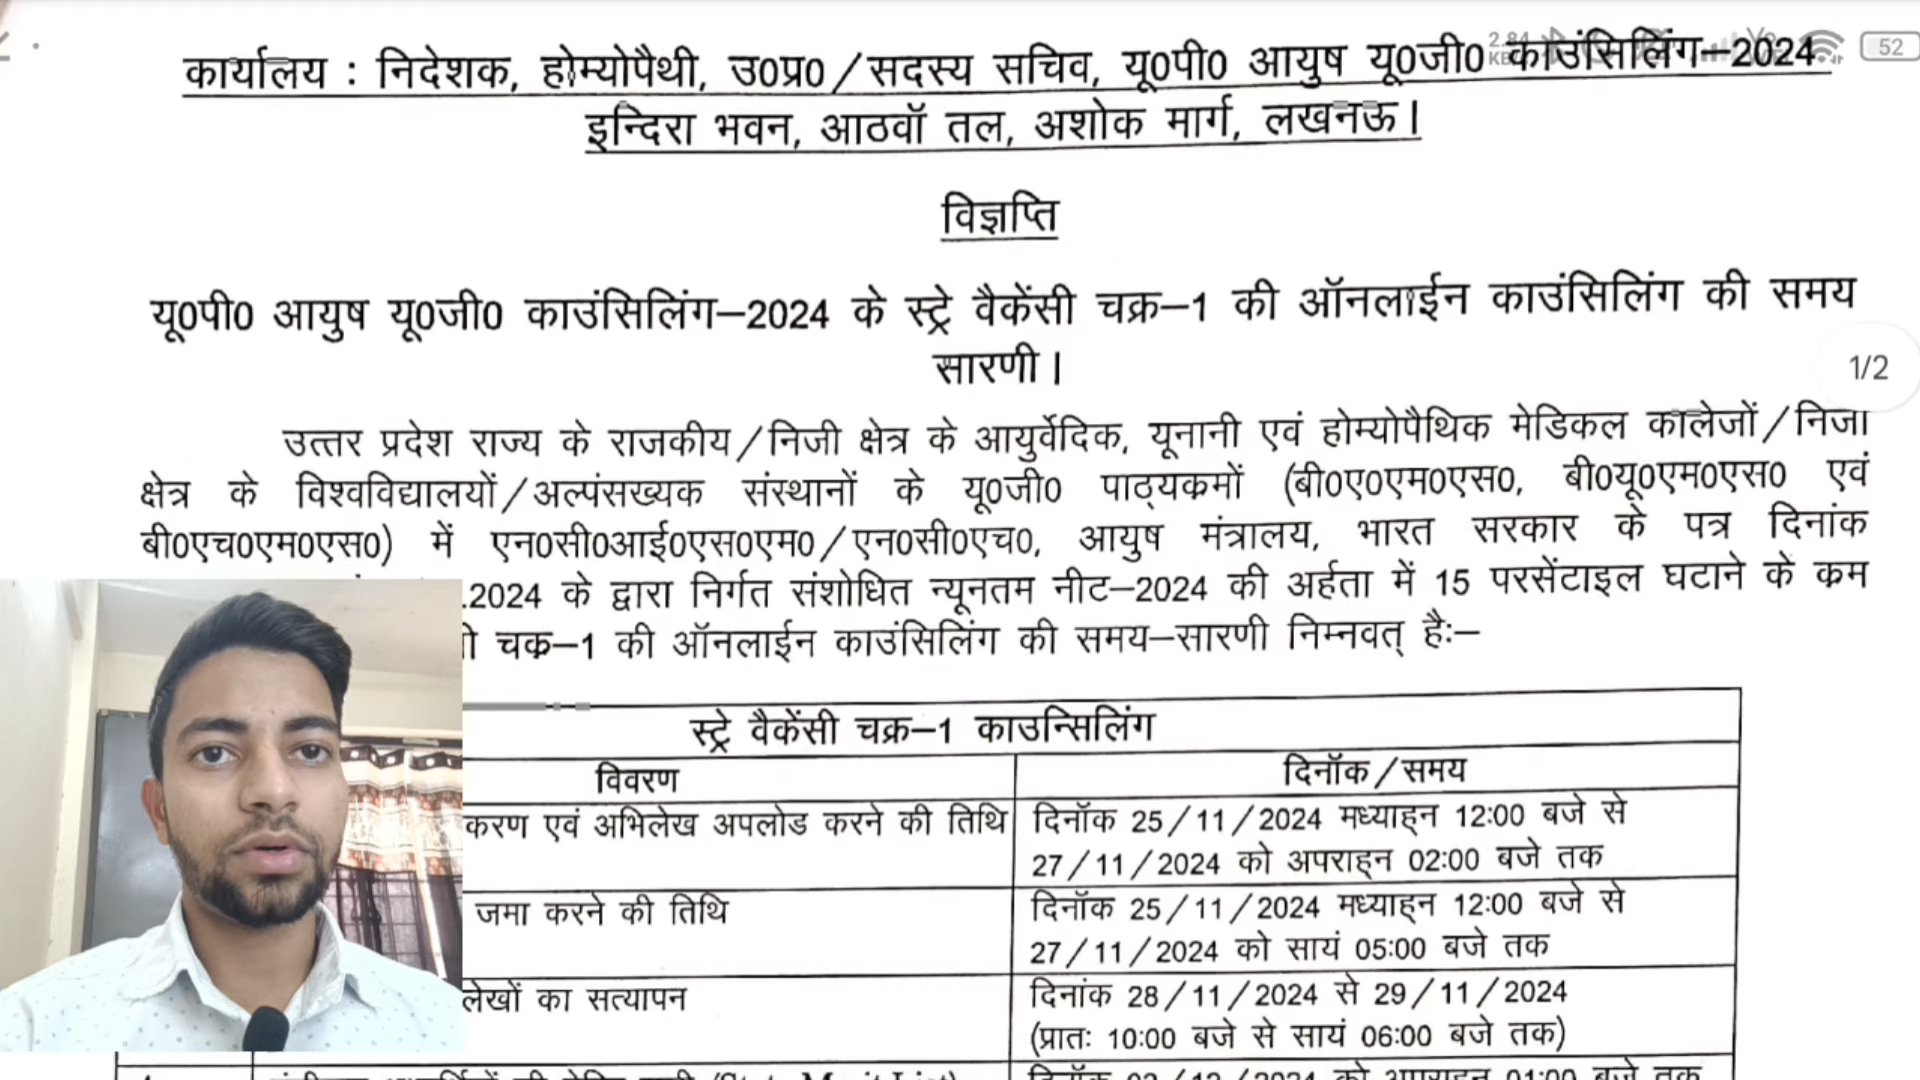 कार्यालय : निदेशक, होम्योपैथी, उ0प्र0/सदस्य सचिव, यू0पी0 आयुष यू0जी0 काउंसिलिंग–2024
इन्दिरा भवन, आठवॉ तल, अशोक मार्ग, लखनऊ।
52
विज्ञप्ति
यू0पी0 आयुष यू0जी0 काउंसिलिंग–2024 के स्ट्रे वैकेंसी चक्र–1 की ऑनलाईन काउंसिलिंग की समय
सारणी।
1/2
उत्तर प्रदेश राज्य के राजकीय/निजी क्षेत्र के आयुर्वेदिक, यूनानी एवं होम्योपैथिक मेडिकल कालेजों/निजी
क्षेत्र के विश्वविद्यालयों/अल्पंसख्यक संस्थानों के यू0जी0 पाठ्यकमों (बी0ए0एम0एस0, बी0यू0एम0एस0 एवं
बी0एच0एम0एस0) में एन0सी0आई0एस0एम0/एन0सी0एच0, आयुष मंत्रालय, भारत सरकार के पत्र दिनांक
.2024 के द्वारा निर्गत संशोधित न्यूनतम नीट–2024 की अर्हता में 15 परसेंटाइल घटाने के कम
चक्र–1 की ऑनलाईन काउंसिलिंग की समय–सारणी निम्नवत् हैः–
स्ट्रे वैकेंसी चक्र–1 काउन्सिलिंग
विवरण दिनॉक/समय
करण एवं अभिलेख अपलोड करने की तिथि दिनॉक 25/11/2024 मध्याह्न 12:00 बजे से
27/11/2024 को अपराह्न 02:00 बजे तक
जमा करने की तिथि दिनॉक 25/11/2024 मध्याह्न 12:00 बजे से
27/11/2024 को सायं 05:00 बजे तक
लेखों का सत्यापन दिनांक 28/11/2024 से 29/11/2024
(प्रातः 10:00 बजे से सायं 06:00 बजे तक)